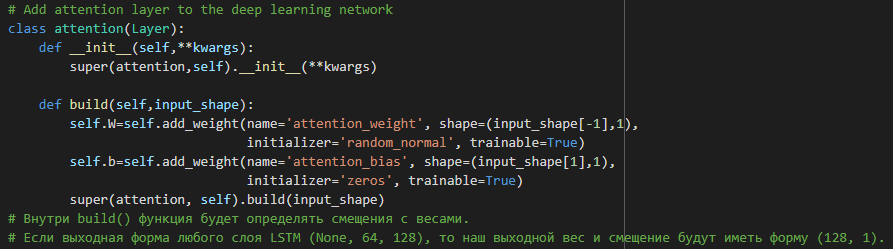 # Add attention layer to the deep learning network
class attention(Layer):
    def __init__(self,**kwargs):
        super(attention,self).__init__(**kwargs)

    def build(self,input_shape):
        self.W=self.add_weight(name='attention_weight', shape=(input_shape[-1],1),
                               initializer='random_normal', trainable=True)
        self.b=self.add_weight(name='attention_bias', shape=(input_shape[1],1),
                               initializer='zeros', trainable=True)
        super(attention, self).build(input_shape)
# Внутри build() функция будет определять смещения с весами.
# Если выходная форма любого слоя LSTM (None, 64, 128), то наш выходной вес и смещение будут иметь форму (128, 1).